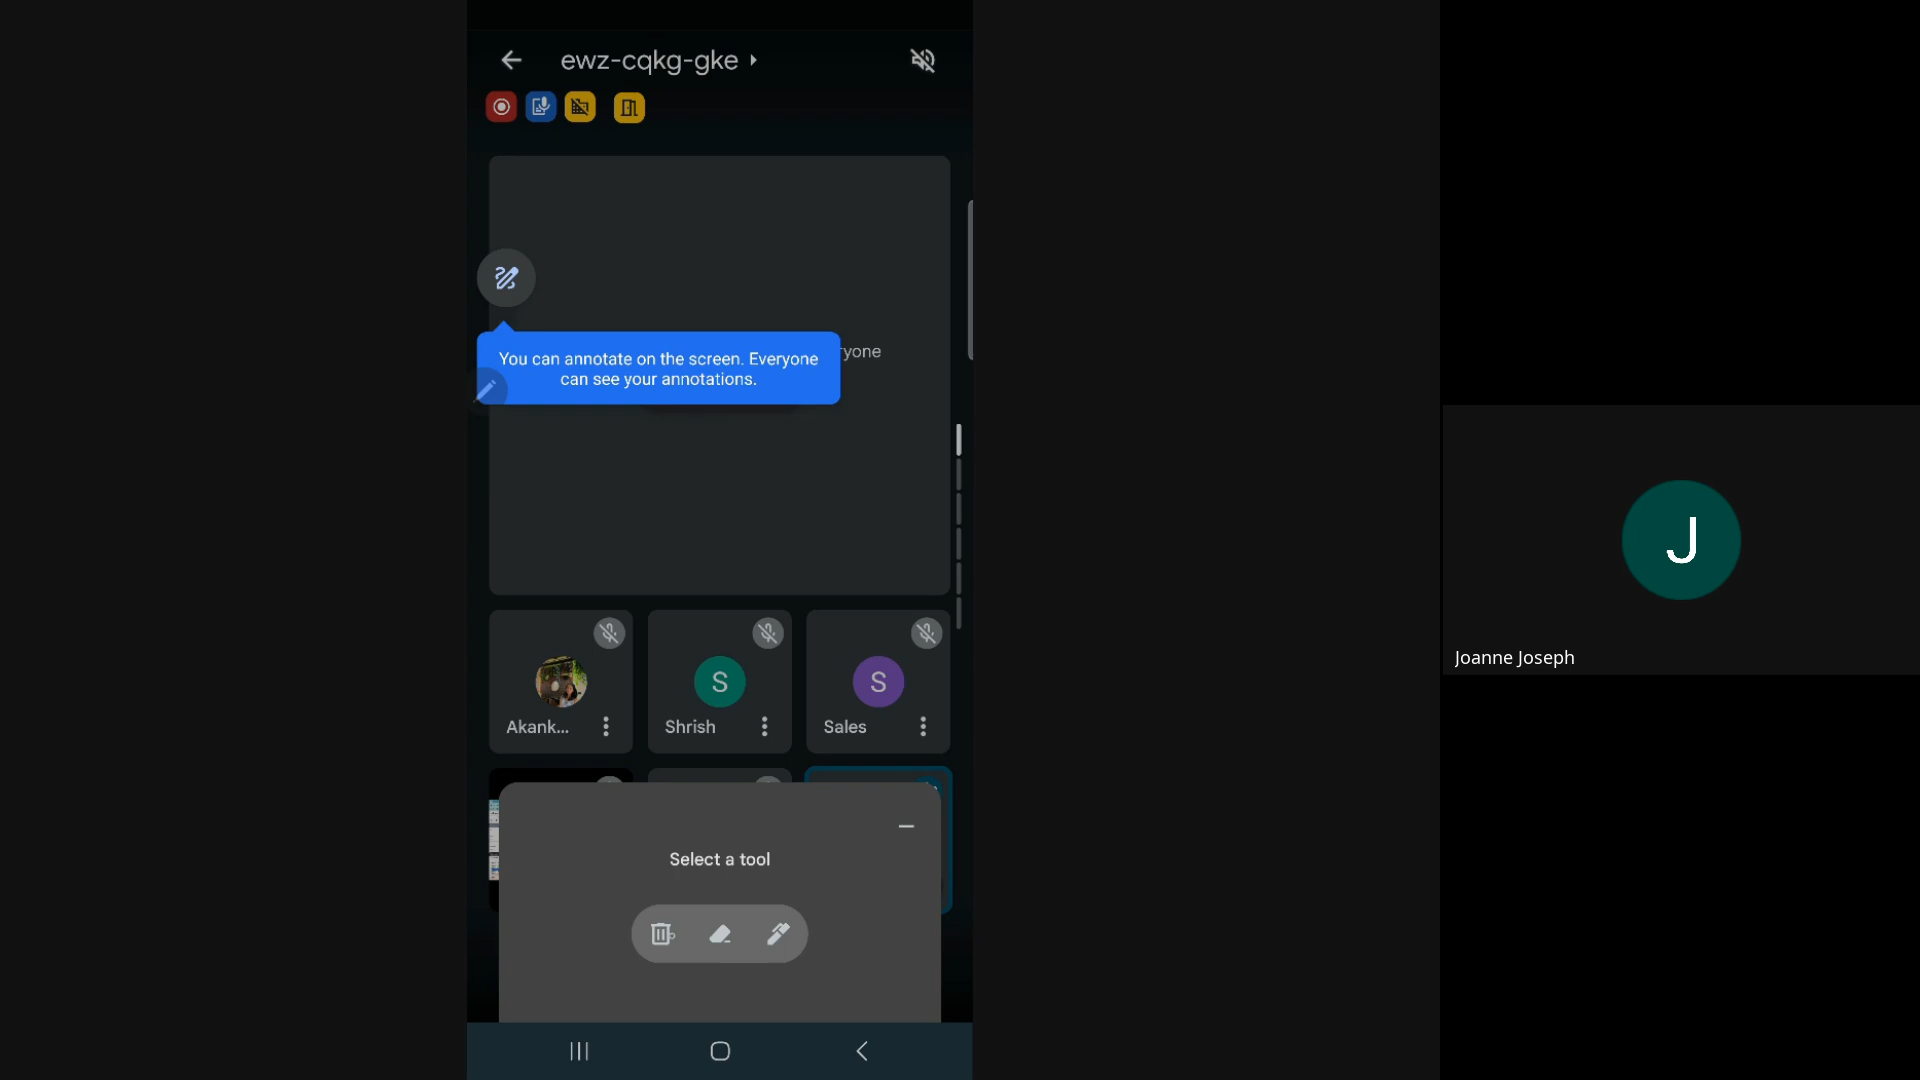 ewz-cqkg-gke
You can annotate on the screen. Everyone
can see your annotations.
ryone
Akank...
S
Shrish
S
Sales
Select a tool
J
Joanne Joseph